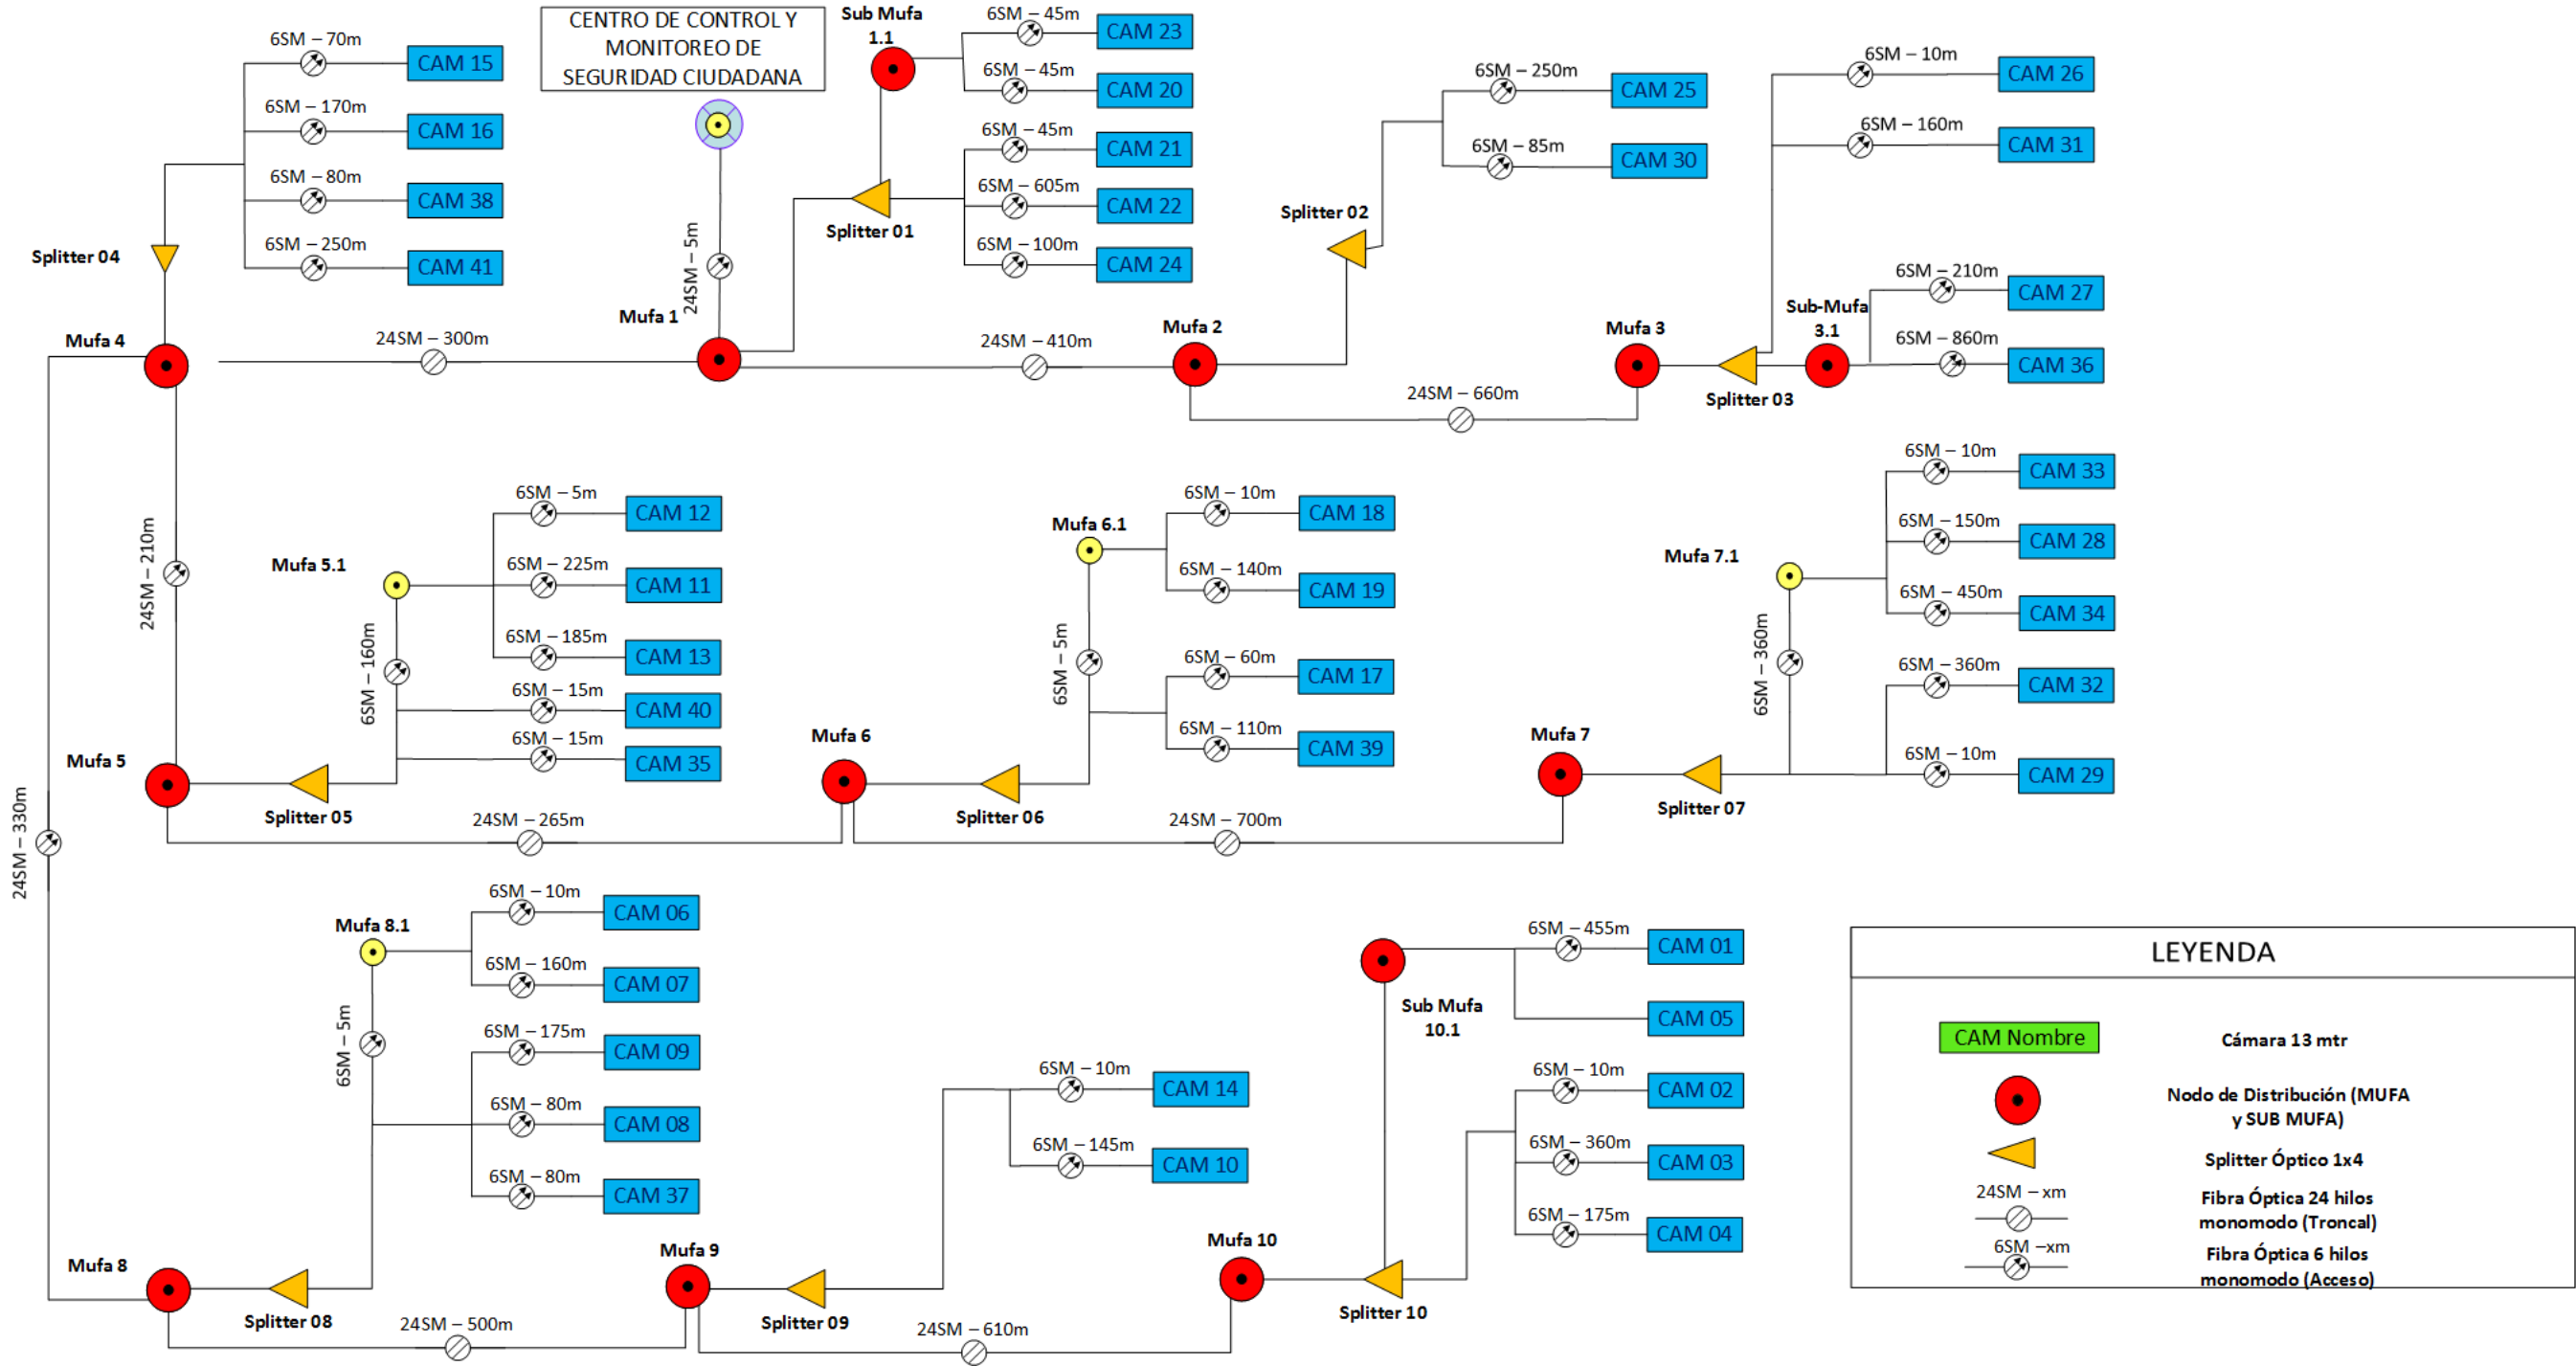 CENTRO DE CONTROL Y
MONITOREO DE
SEGURIDAD CIUDADANA
24SM – 5m
Mufa 1
6SM – 70m
CAM 15
6SM – 170m
CAM 16
6SM – 80m
CAM 38
6SM – 250m
CAM 41
Splitter 04
Mufa 4
24SM – 300m
Sub Mufa
1.1
6SM – 45m
CAM 23
6SM – 45m
CAM 20
6SM – 45m
CAM 21
6SM – 605m
CAM 22
6SM – 100m
CAM 24
Splitter 01
24SM – 410m
Mufa 2
Splitter 02
6SM – 250m
CAM 25
6SM – 85m
CAM 30
24SM – 660m
Mufa 3
Splitter 03
6SM – 10m
CAM 26
6SM – 160m
CAM 31
Sub-Mufa
3.1
6SM – 210m
CAM 27
6SM – 860m
CAM 36
24SM – 210m
Mufa 5
Splitter 05
6SM – 160m
Mufa 5.1
6SM – 5m
CAM 12
6SM – 225m
CAM 11
6SM – 185m
CAM 13
6SM – 15m
CAM 40
6SM – 15m
CAM 35
24SM – 265m
Mufa 6
Splitter 06
6SM – 5m
Mufa 6.1
6SM – 10m
CAM 18
6SM – 140m
CAM 19
6SM – 60m
CAM 17
6SM – 110m
CAM 39
24SM – 700m
Mufa 7
Splitter 07
6SM – 360m
Mufa 7.1
6SM – 10m
CAM 33
6SM – 150m
CAM 28
6SM – 450m
CAM 34
6SM – 360m
CAM 32
6SM – 10m
CAM 29
24SM – 330m
Mufa 8
Splitter 08
6SM – 5m
Mufa 8.1
6SM – 10m
CAM 06
6SM – 160m
CAM 07
6SM – 175m
CAM 09
6SM – 80m
CAM 08
6SM – 80m
CAM 37
24SM – 500m
Mufa 9
Splitter 09
6SM – 10m
CAM 14
6SM – 145m
CAM 10
24SM – 610m
Mufa 10
Splitter 10
Sub Mufa
10.1
6SM – 455m
CAM 01
CAM 05
6SM – 10m
CAM 02
6SM – 360m
CAM 03
6SM – 175m
CAM 04
LEYENDA
CAM Nombre
Cámara 13 mtr
Nodo de Distribución (MUFA
y SUB MUFA)
Splitter Óptico 1x4
24SM – xm
Fibra Óptica 24 hilos
monomodo (Troncal)
6SM –xm
Fibra Óptica 6 hilos
monomodo (Acceso)